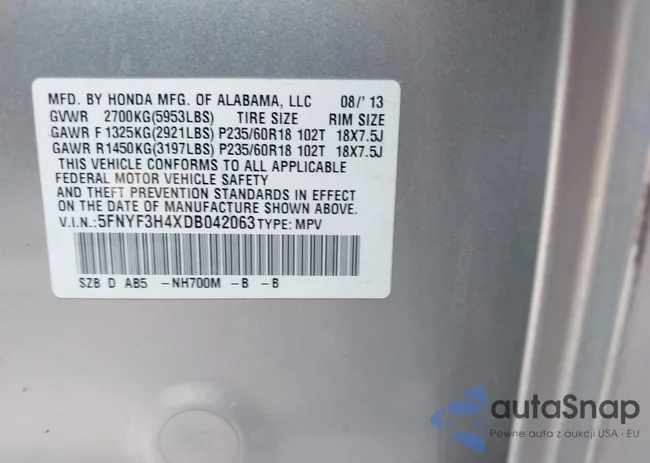 MFD. BY HONDA MFG. OF ALABAMA, LLC 08/' 13
GVWR 2700KG(5953LBS) TIRE SIZE RIM SIZE
GAWR F 1325KG(2921LBS) P235/60R18 102T 18X7.5J
GAWR R1450KG(3197LBS) P235/60R18 102T 18X7.5J
THIS VEHICLE CONFORMS TO ALL APPLICABLE
FEDERAL MOTOR VEHICLE SAFETY
AND THEFT PREVENTION STANDARDS IN EFFECT
ON THE DATE OF MANUFACTURE SHOWN ABOVE.
V.I.N.:5FNYF3H4XDB042063 TYPE: MPV
SZB D AB5 -NH700M -B -B
autaSnap
Pewne auta z aukcji USA i EU